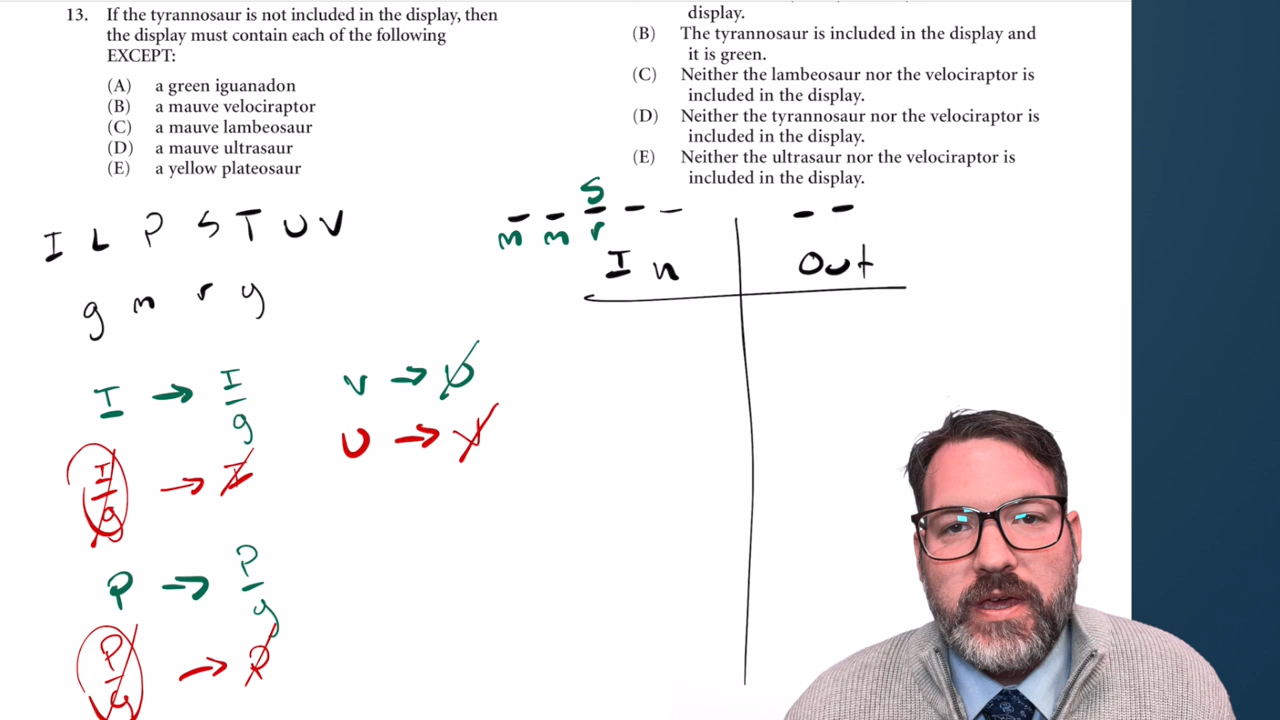 13. If the tyrannosaur is not included in the display, then
the display must contain each of the following
EXCEPT:
(A) a green iguanadon
(B) a mauve velociraptor
(C) a mauve lambeosaur
(D) a mauve ultrasaur
(E) a yellow plateosaur
display.
(B) The tyrannosaur is included in the display and
it is green.
(C) Neither the lambeosaur nor the velociraptor is
included in the display.
(D) Neither the tyrannosaur nor the velociraptor is
included in the display.
(E) Neither the ultrasaur nor the velociraptor is
included in the display.
I L P S T U V
g m r y
S
m m r
In Out
I → I
g
V → V
U → V
I → I
g
P → P
y
P → P
y